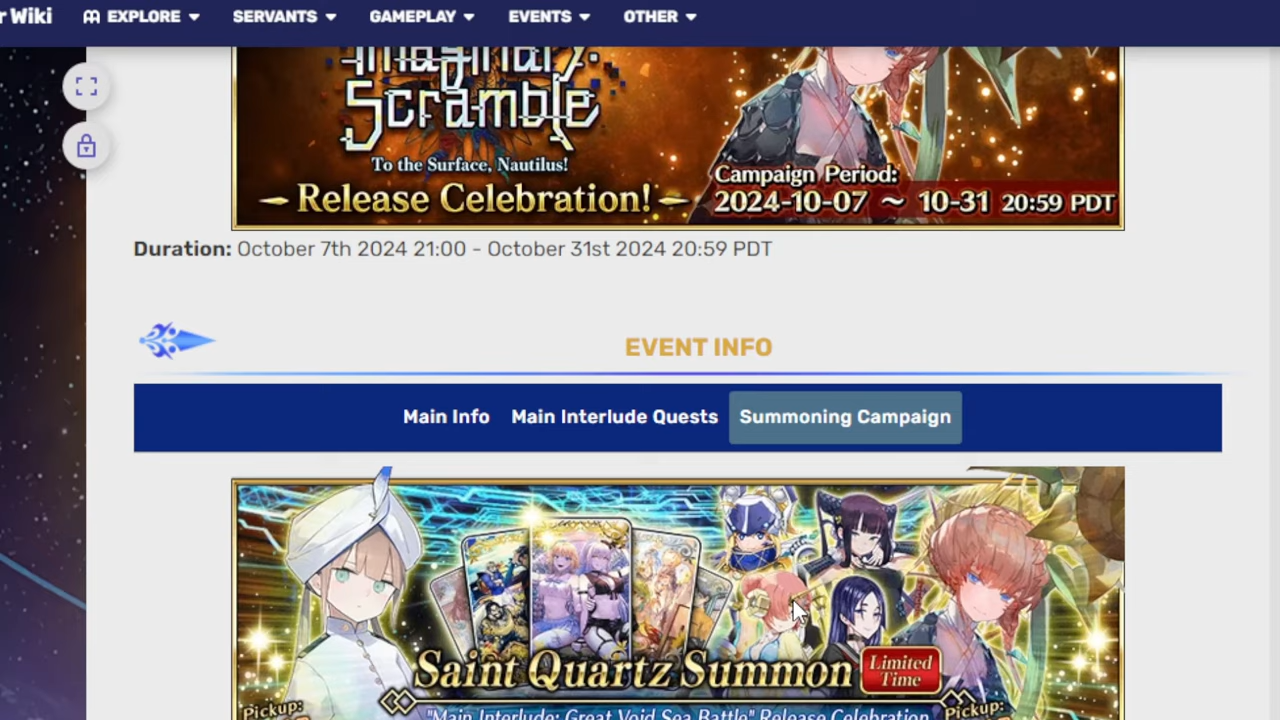 r Wiki EXPLORE SERVANTS GAMEPLAY EVENTS OTHER
Imaginary
Scramble
To the Surface, Nautilus!
Release Celebration!
Campaign Period:
2024-10-07 ~ 10-31 20:59 PDT
Duration: October 7th 2024 21:00 - October 31st 2024 20:59 PDT
EVENT INFO
Main Info Main Interlude Quests Summoning Campaign
Saint Quartz Summon
Limited
Time
Pickup:
"Main Interlude: Great Void Sea Battle" Release Celebration
Pickup: